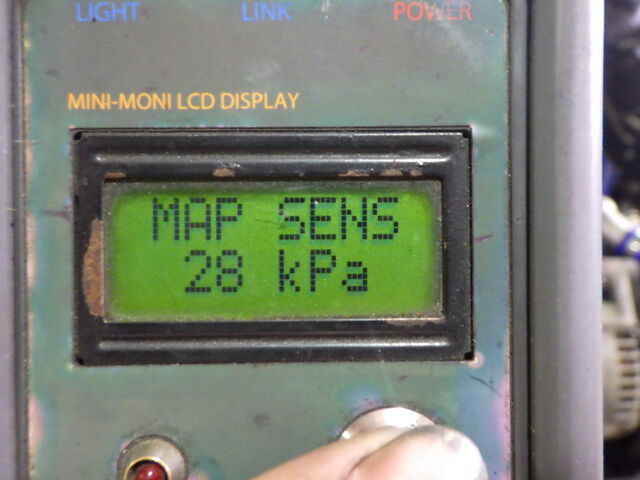 LIGHT LINK POWER
MINI-MONI LCD DISPLAY
MAP SENS
28 kPa